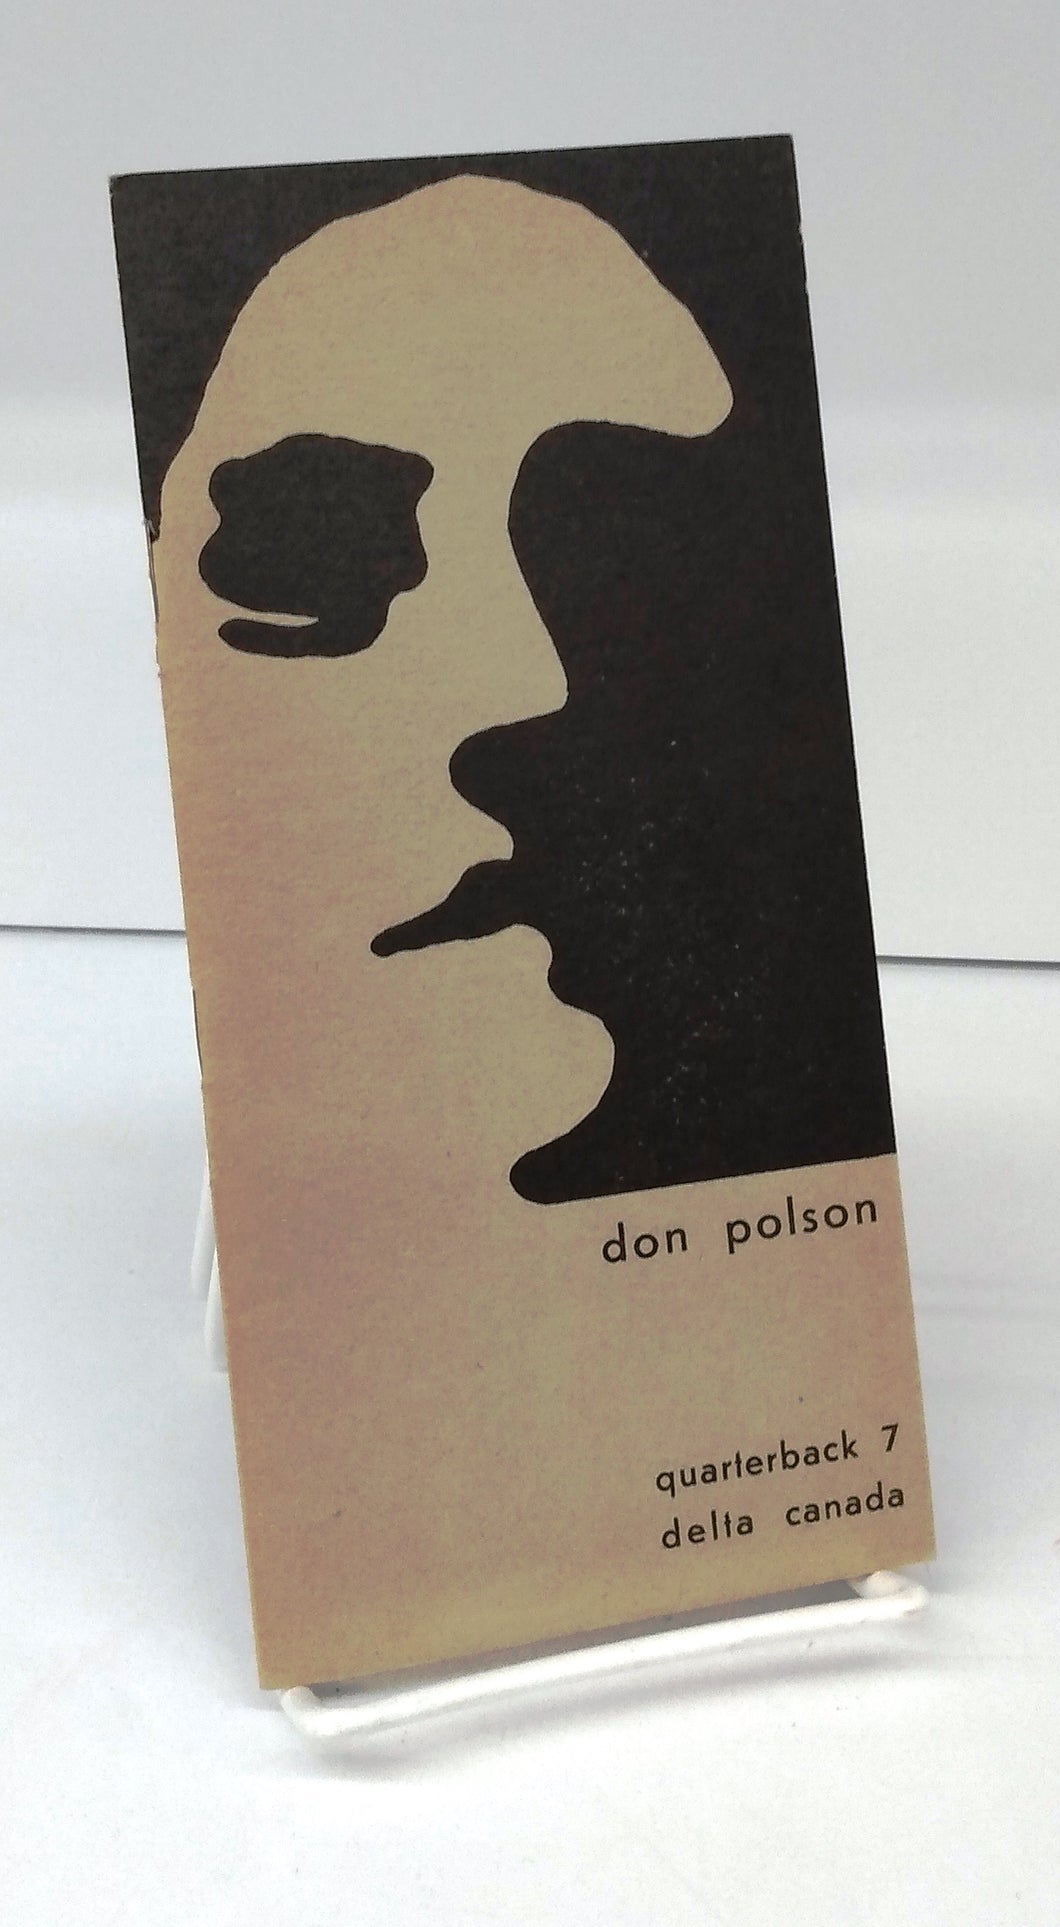 don polson
quarterback 7
delta canada